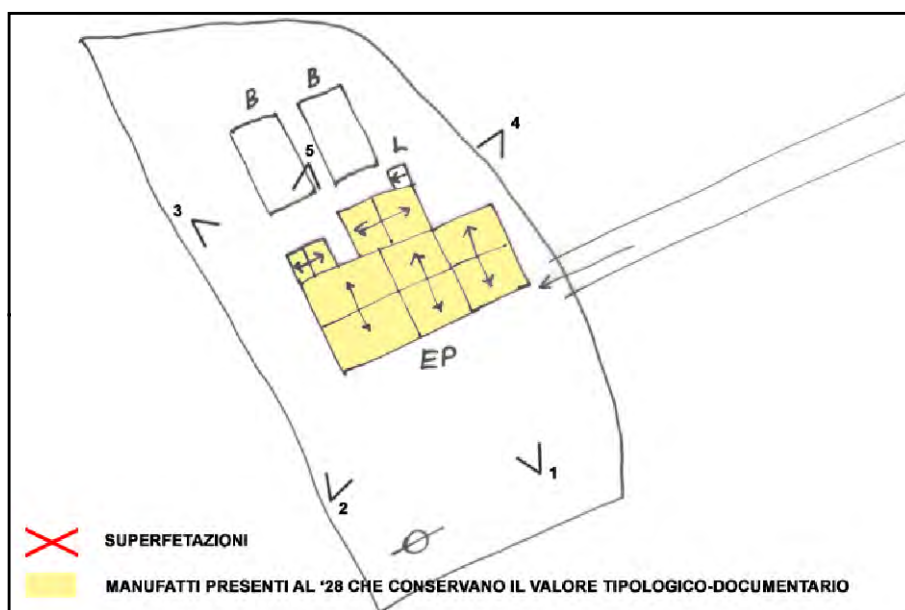 B
B
4
5
L
3
EP
1
2
SUPERFETAZIONI
MANUFATTI PRESENTI AL '28 CHE CONSERVANO IL VALORE TIPOLOGICO-DOCUMENTARIO